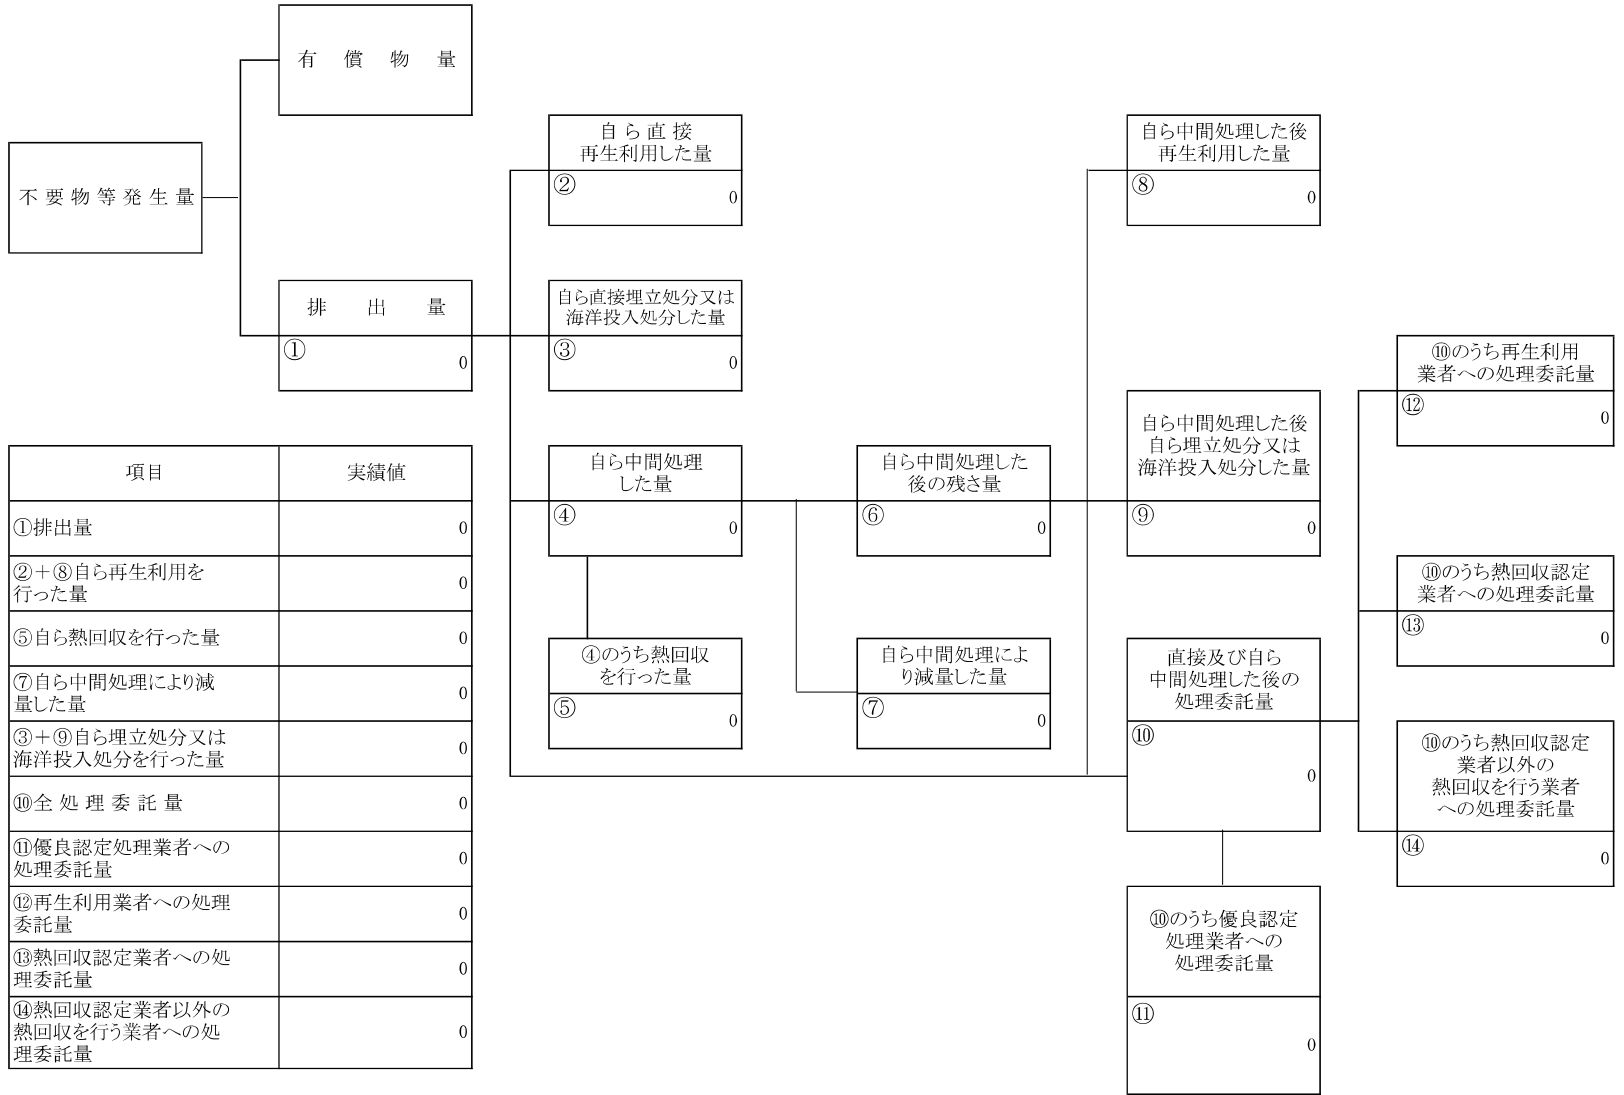 有償物量
不要物等発生量
排出量
①
0
自ら直接
再生利用した量
②
0
自ら直接埋立処分又は
海洋投入処分した量
③
0
自ら中間処理
した量
④
0
④のうち熱回収
を行った量
⑤
0
自ら中間処理した
後の残さ量
⑥
0
自ら中間処理によ
り減量した量
⑦
0
自ら中間処理した後
再生利用した量
⑧
0
自ら中間処理した後
自ら埋立処分又は
海洋投入処分した量
⑨
0
直接及び自ら
中間処理した後の
処理委託量
⑩
0
⑩のうち優良認定
処理業者への
処理委託量
⑪
0
⑩のうち再生利用
業者への処理委託量
⑫
0
⑩のうち熱回収認定
業者への処理委託量
⑬
0
⑩のうち熱回収認定
業者以外の
熱回収を行う業者
への処理委託量
⑭
0
項目 実績値
①排出量 0
②＋⑧自ら再生利用を
行った量 0
⑤自ら熱回収を行った量 0
⑦自ら中間処理により減
量した量 0
③＋⑨自ら埋立処分又は
海洋投入処分を行った量 0
⑩全処理委託量 0
⑪優良認定処理業者への
処理委託量 0
⑫再生利用業者への処理
委託量 0
⑬熱回収認定業者への処
理委託量 0
⑭熱回収認定業者以外の
熱回収を行う業者への処
理委託量 0